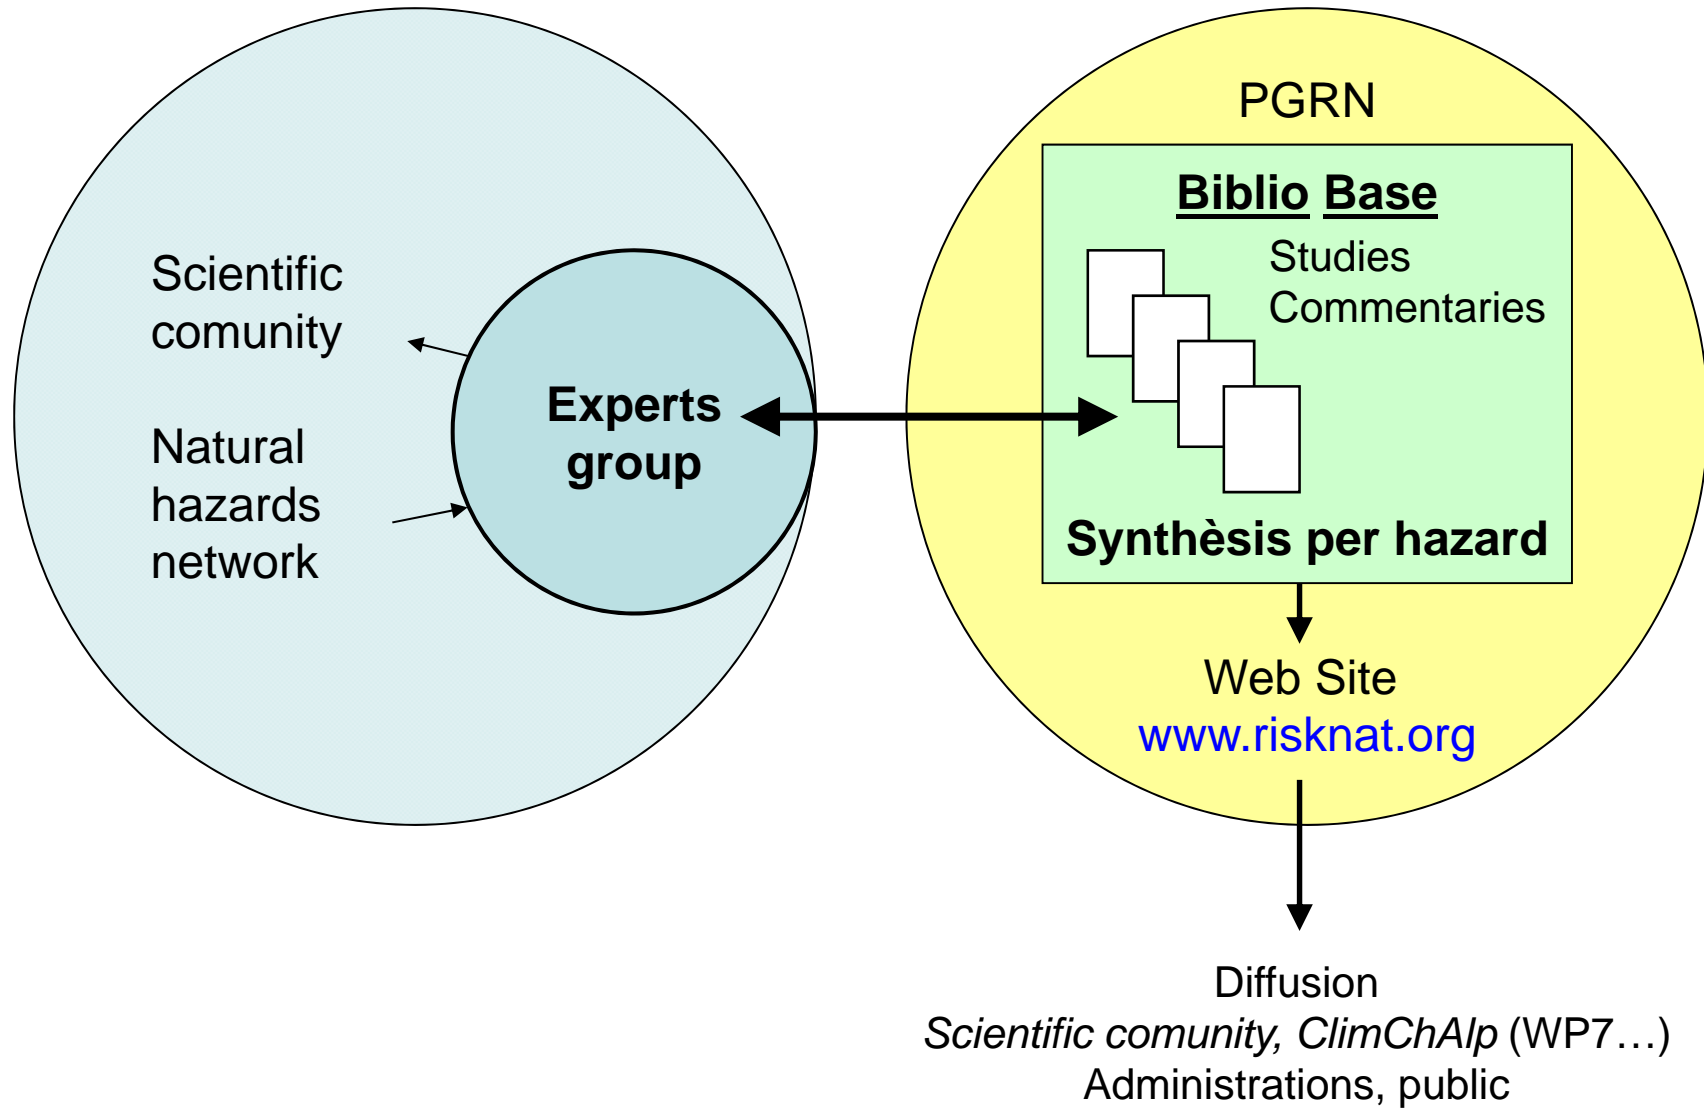 Scientific
comunity
Natural
hazards
network
Experts
group
PGRN
Biblio Base
Studies
Commentaries
Synthèsis per hazard
Web Site
www.risknat.org
Diffusion
Scientific comunity, ClimChAlp (WP7...)
Administrations, public